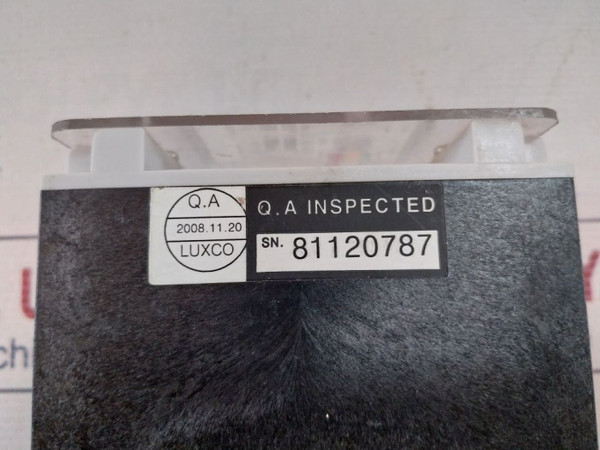 Q.A
2008.11.20
LUXCO
Q.A INSPECTED
SN. 81120787